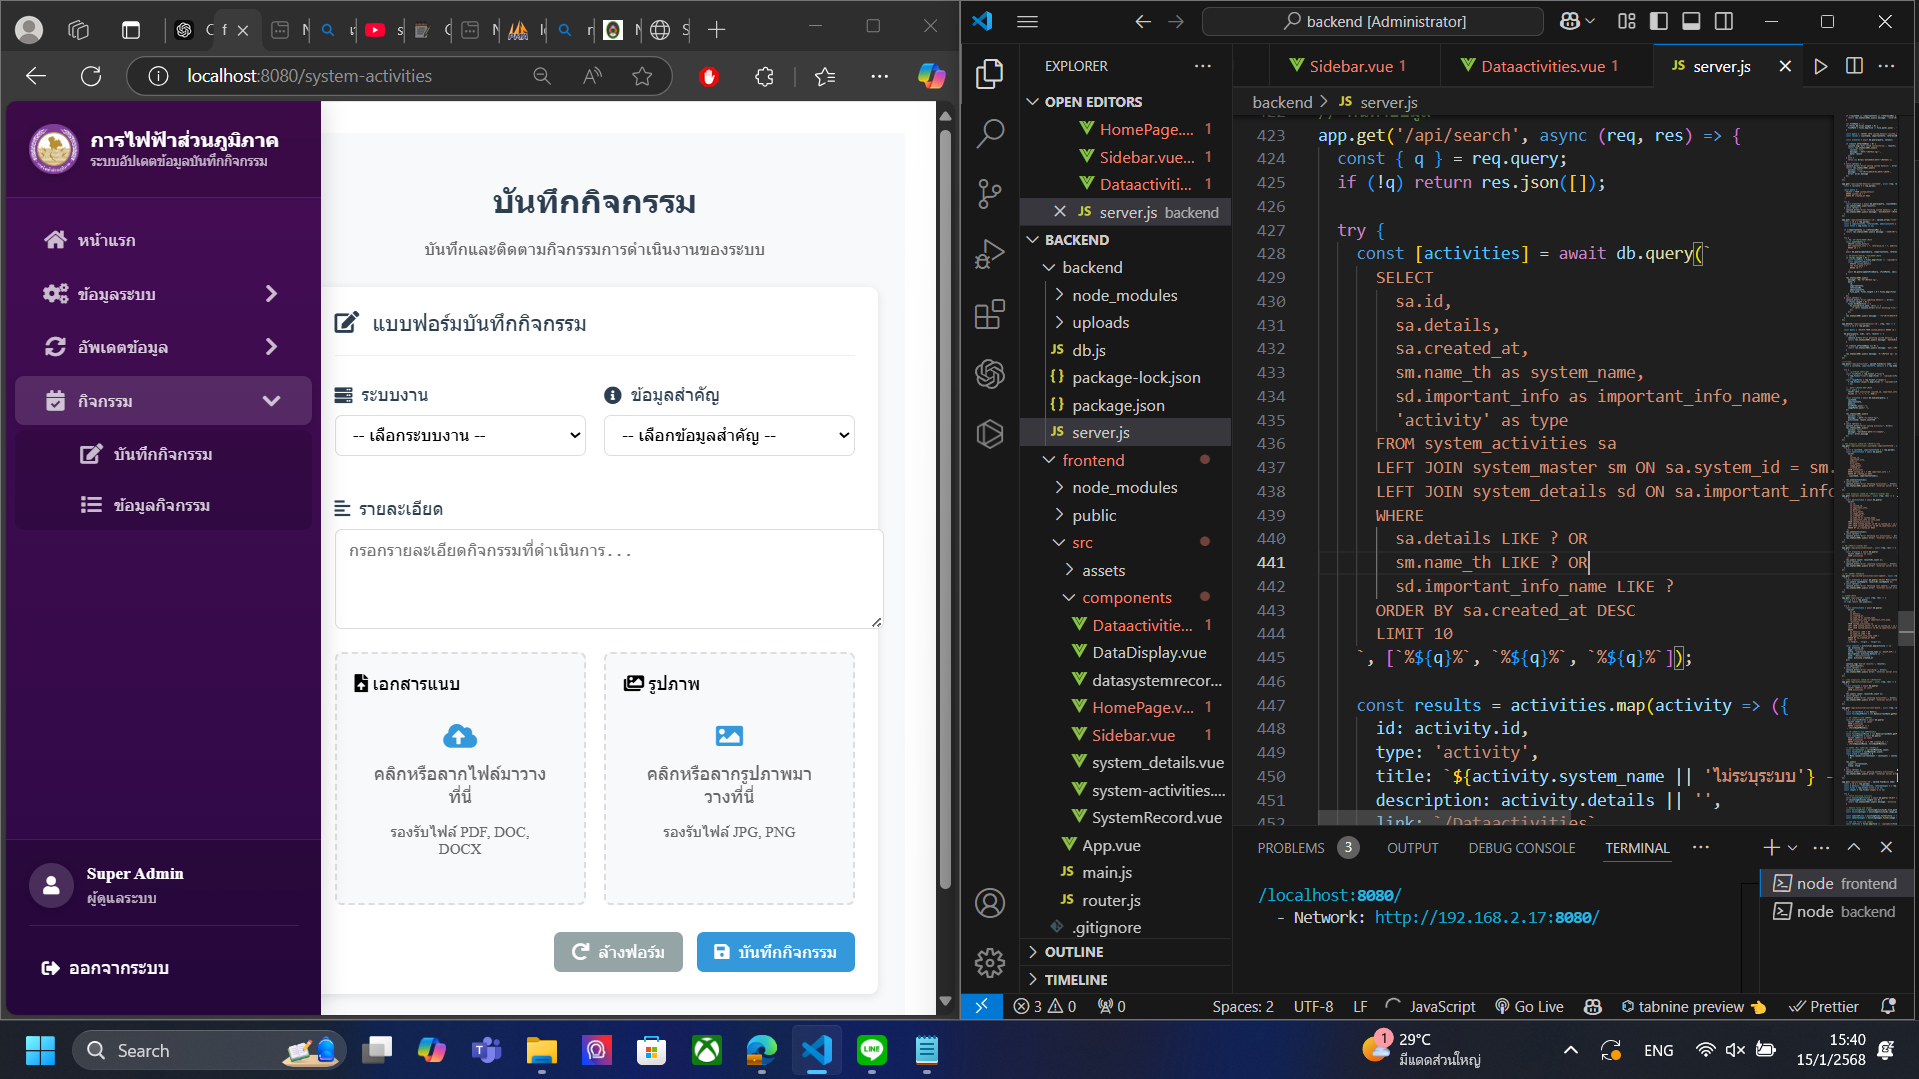 localhost:8080/system-activities
การไฟฟ้าส่วนภูมิภาค
ระบบอัปเดตข้อมูลบันทึกกิจกรรม
หน้าแรก
ข้อมูลระบบ
อัพเดตข้อมูล
กิจกรรม
บันทึกกิจกรรม
ข้อมูลกิจกรรม
Super Admin
ผู้ดูแลระบบ
ออกจากระบบ
บันทึกกิจกรรม
บันทึกและติดตามกิจกรรมการดำเนินงานของระบบ
แบบฟอร์มบันทึกกิจกรรม
ระบบงาน
ข้อมูลสำคัญ
-- เลือกระบบงาน --
-- เลือกข้อมูลสำคัญ --
รายละเอียด
กรอกรายละเอียดกิจกรรมที่ดำเนินการ...
เอกสารแนบ
คลิกหรือลากไฟล์มาวาง
ที่นี่
รองรับไฟล์ PDF, DOC,
DOCX
รูปภาพ
คลิกหรือลากรูปภาพมา
วางที่นี่
รองรับไฟล์ JPG, PNG
ล้างฟอร์ม
บันทึกกิจกรรม
backend [Administrator]
EXPLORER
OPEN EDITORS
HomePage.... 1
Sidebar.vue... 1
Dataactiviti... 1
JS server.js backend
BACKEND
backend
node_modules
uploads
JS db.js
{} package-lock.json
{} package.json
JS server.js
frontend
node_modules
public
src
assets
components
Dataactivitie... 1
DataDisplay.vue
datasystemrecor...
HomePage.v... 1
Sidebar.vue 1
system_details.vue
system-activities....
SystemRecord.vue
App.vue
JS main.js
JS router.js
.gitignore
OUTLINE
TIMELINE
Sidebar.vue 1
Dataactivities.vue 1
JS server.js
backend > JS server.js
423 app.get('/api/search', async (req, res) => {
424 const { q } = req.query;
425 if (!q) return res.json([]);
426
427 try {
428 const [activities] = await db.query(`
429 SELECT
430 sa.id,
431 sa.details,
432 sa.created_at,
433 sm.name_th as system_name,
434 sd.important_info as important_info_name,
435 'activity' as type
436 FROM system_activities sa
437 LEFT JOIN system_master sm ON sa.system_id = sm.
438 LEFT JOIN system_details sd ON sa.important_info
439 WHERE
440 sa.details LIKE ? OR
441 sm.name_th LIKE ? OR
442 sd.important_info_name LIKE ?
443 ORDER BY sa.created_at DESC
444 LIMIT 10
445 `, [`%${q}%`, `%${q}%`, `%${q}%`]);
446
447 const results = activities.map(activity => ({
448 id: activity.id,
449 type: 'activity',
450 title: `${activity.system_name || 'ไม่ระบุระบบ'} -
451 description: activity.details || '',
452 link: `/Dataactivities`
PROBLEMS 3
OUTPUT
DEBUG CONSOLE
TERMINAL
/localhost:8080/
- Network: http://192.168.2.17:8080/
node frontend
node backend
3 0
0
Spaces: 2
UTF-8
LF
JavaScript
Go Live
tabnine preview
Prettier
Search
1
29°C
มีแดดส่วนใหญ่
ENG
15:40
15/1/2568